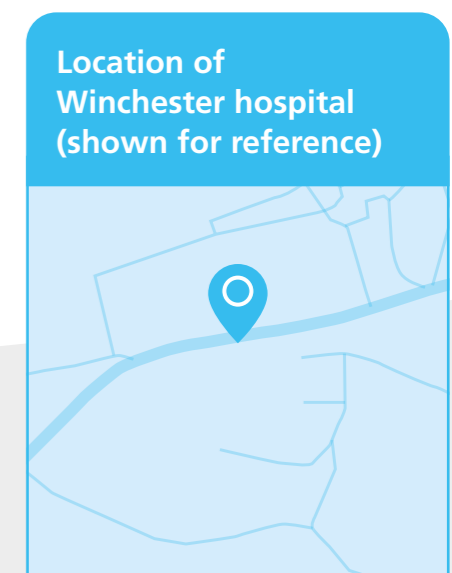 Location of
Winchester hospital
(shown for reference)